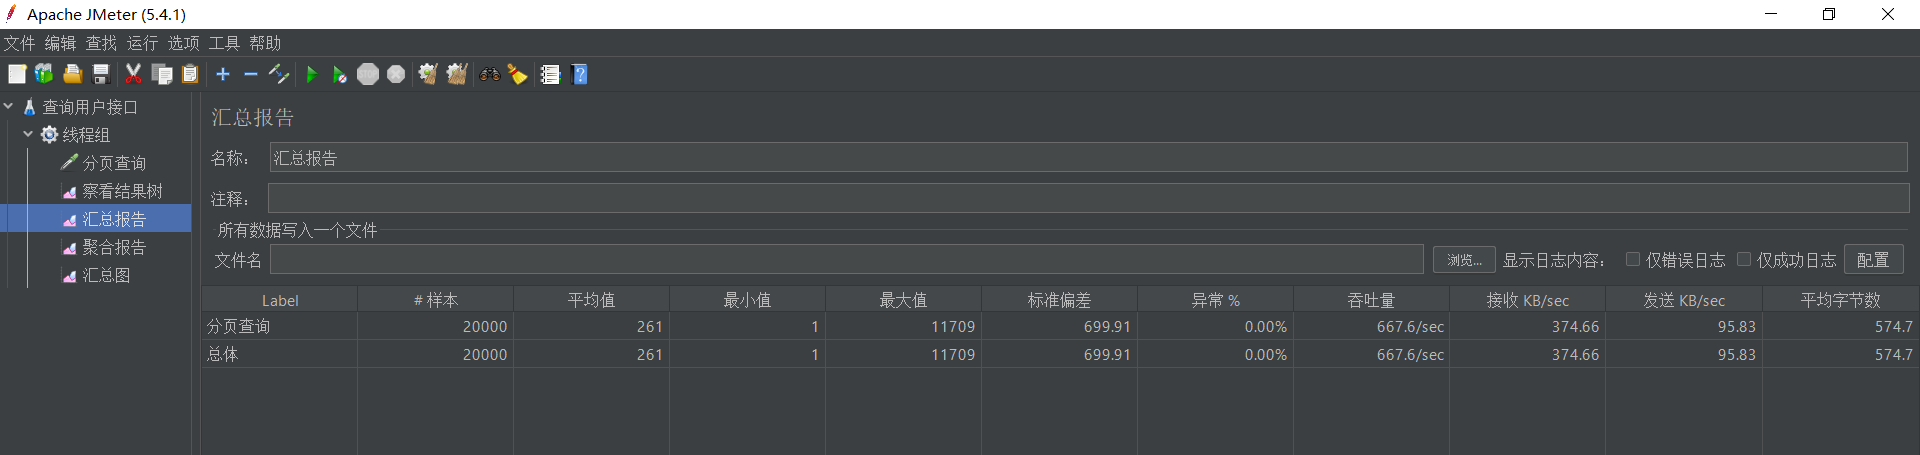 Apache JMeter (5.4.1)
文件 编辑 查找 运行 选项 工具 帮助
查询用户接口
线程组
分页查询
察看结果树
汇总报告
聚合报告
汇总图
汇总报告
名称： 汇总报告
注释：
所有数据写入一个文件
文件名 浏览... 显示日志内容： 仅错误日志 仅成功日志 配置
Label # 样本 平均值 最小值 最大值 标准偏差 异常 % 吞吐量 接收 KB/sec 发送 KB/sec 平均字节数
分页查询 20000 261 1 11709 699.91 0.00% 667.6/sec 374.66 95.83 574.7
总体 20000 261 1 11709 699.91 0.00% 667.6/sec 374.66 95.83 574.7